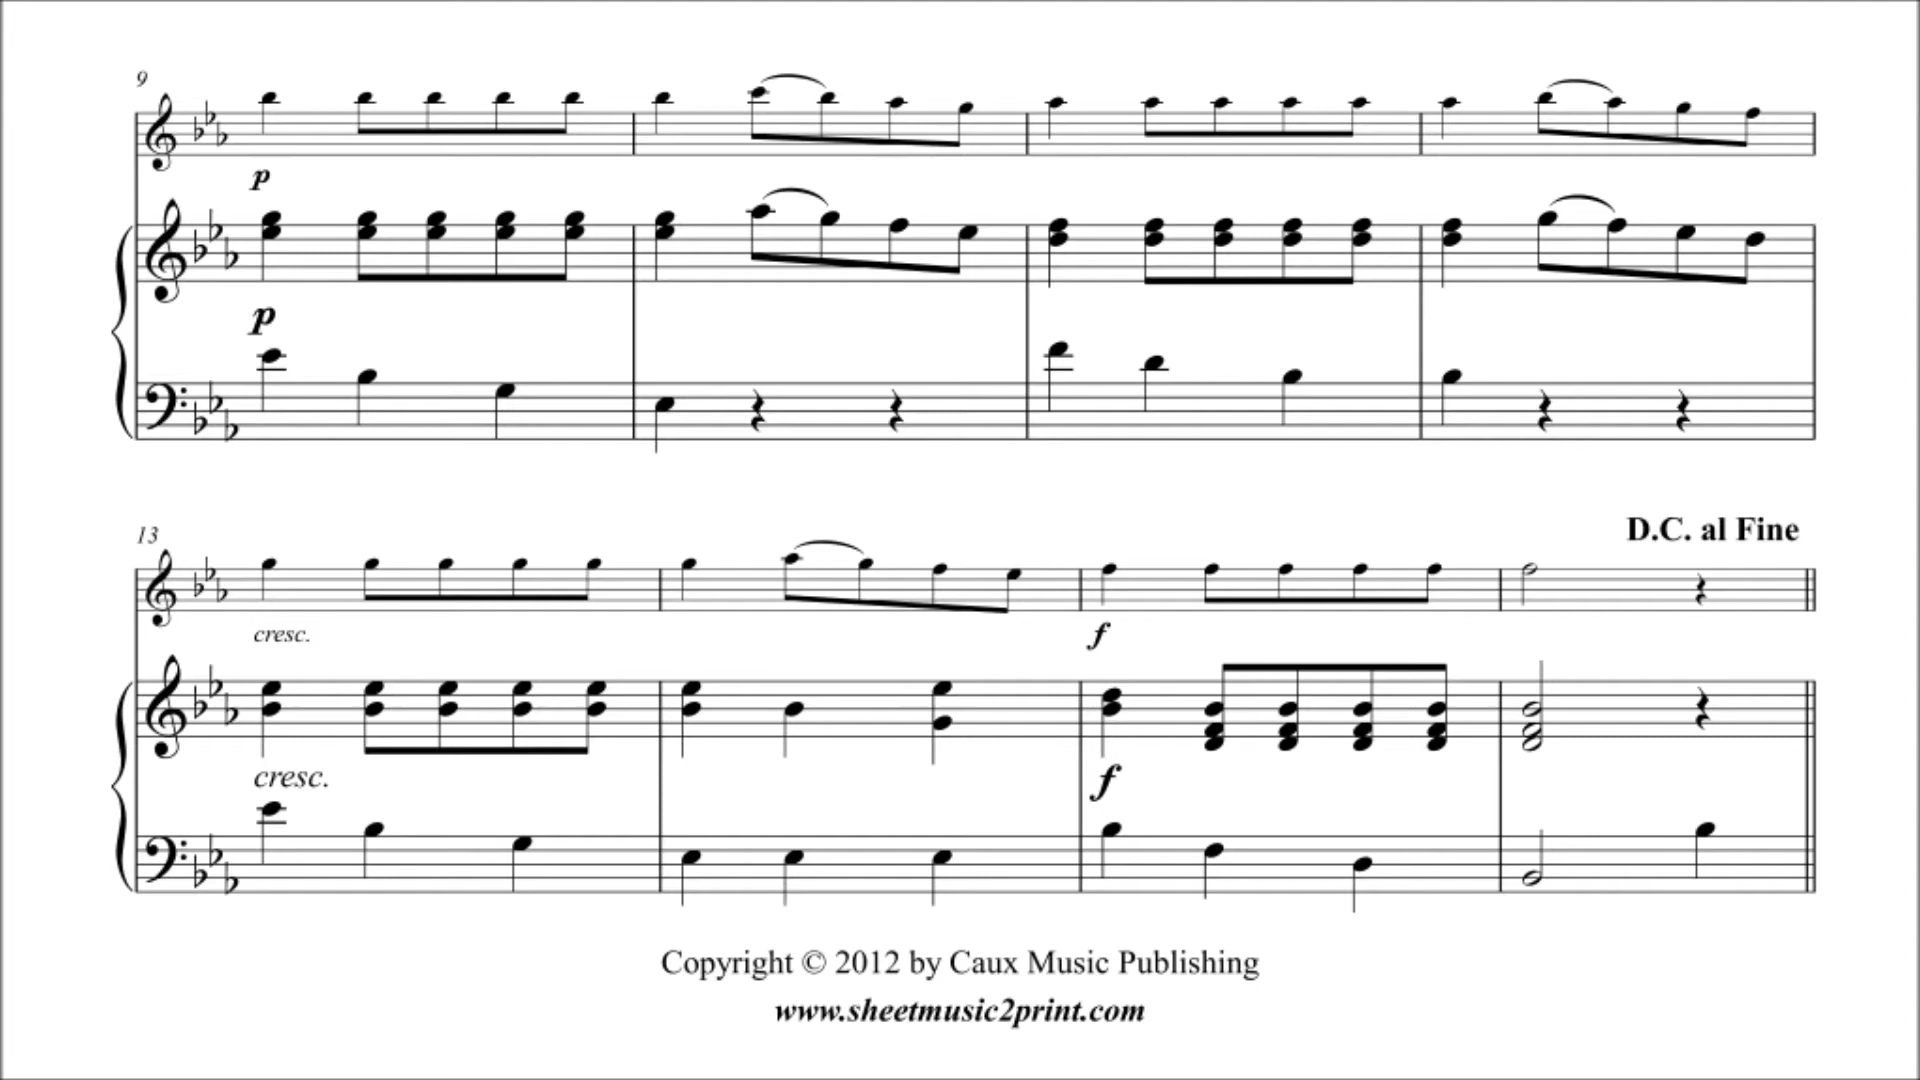 9
p
p
13
D.C. al Fine
cresc.
f
cresc.
f
Copyright © 2012 by Caux Music Publishing
www.sheetmusic2print.com